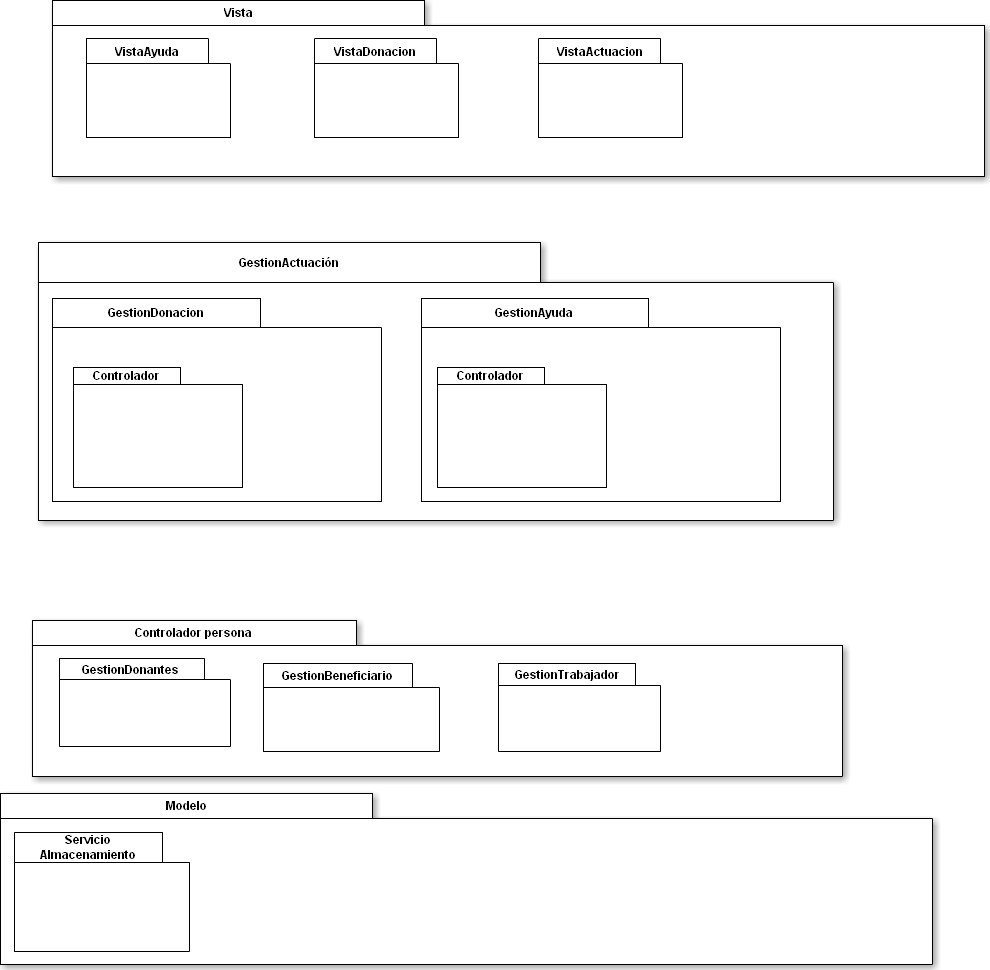 Vista
VistaAyuda
VistaDonacion
VistaActuacion
GestionActuación
GestionDonacion
GestionAyuda
Controlador
Controlador
Controlador persona
GestionDonantes
GestionBeneficiario
GestionTrabajador
Modelo
Servicio
Almacenamiento